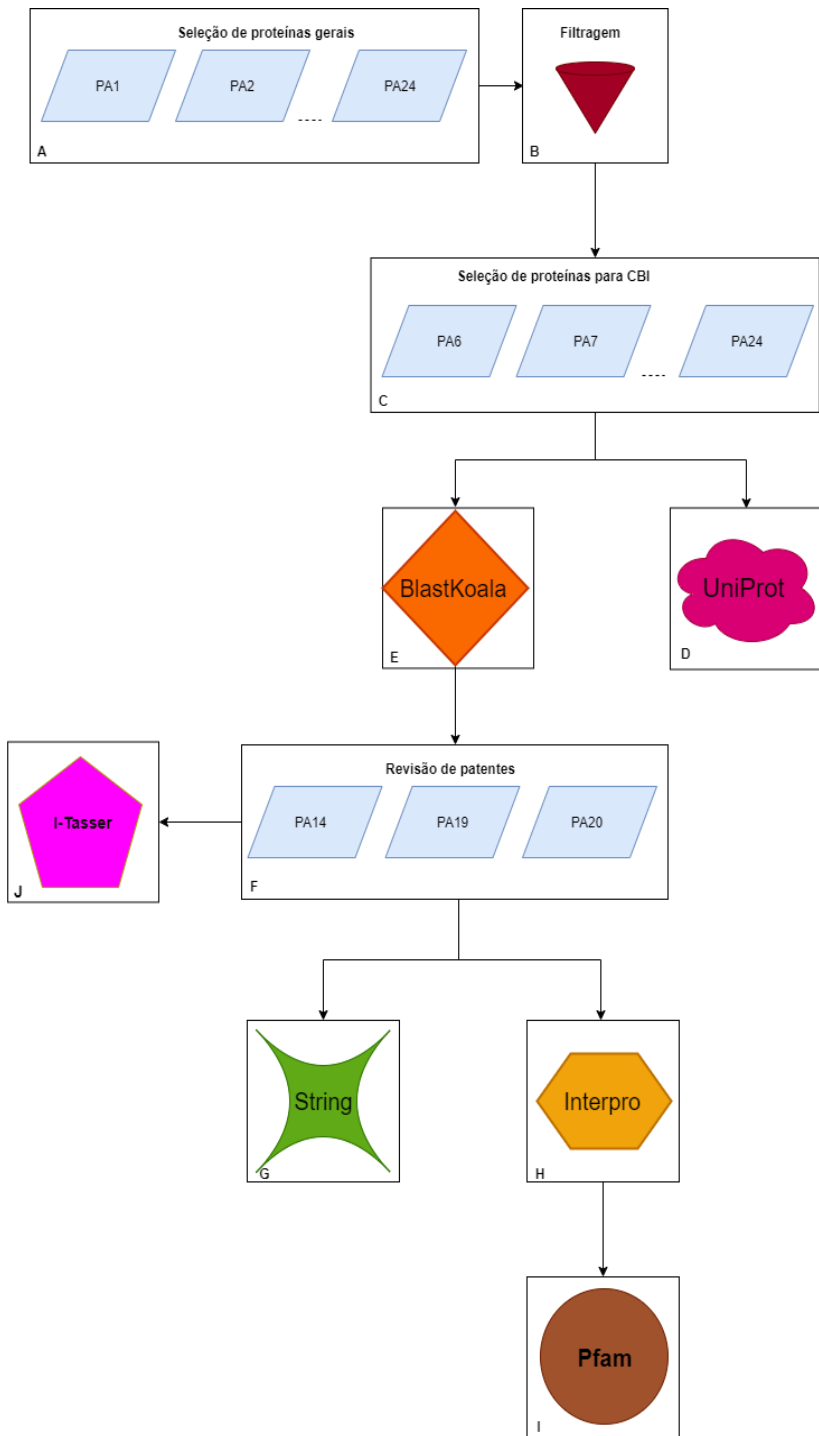 Seleção de proteínas gerais
PA1
PA2
----
PA24
A
Filtragem
B
Seleção de proteínas para CBI
PA6
PA7
----
PA24
C
BlastKoala
E
UniProt
D
Revisão de patentes
PA14
PA19
PA20
F
I-Tasser
J
String
G
Interpro
H
Pfam
I